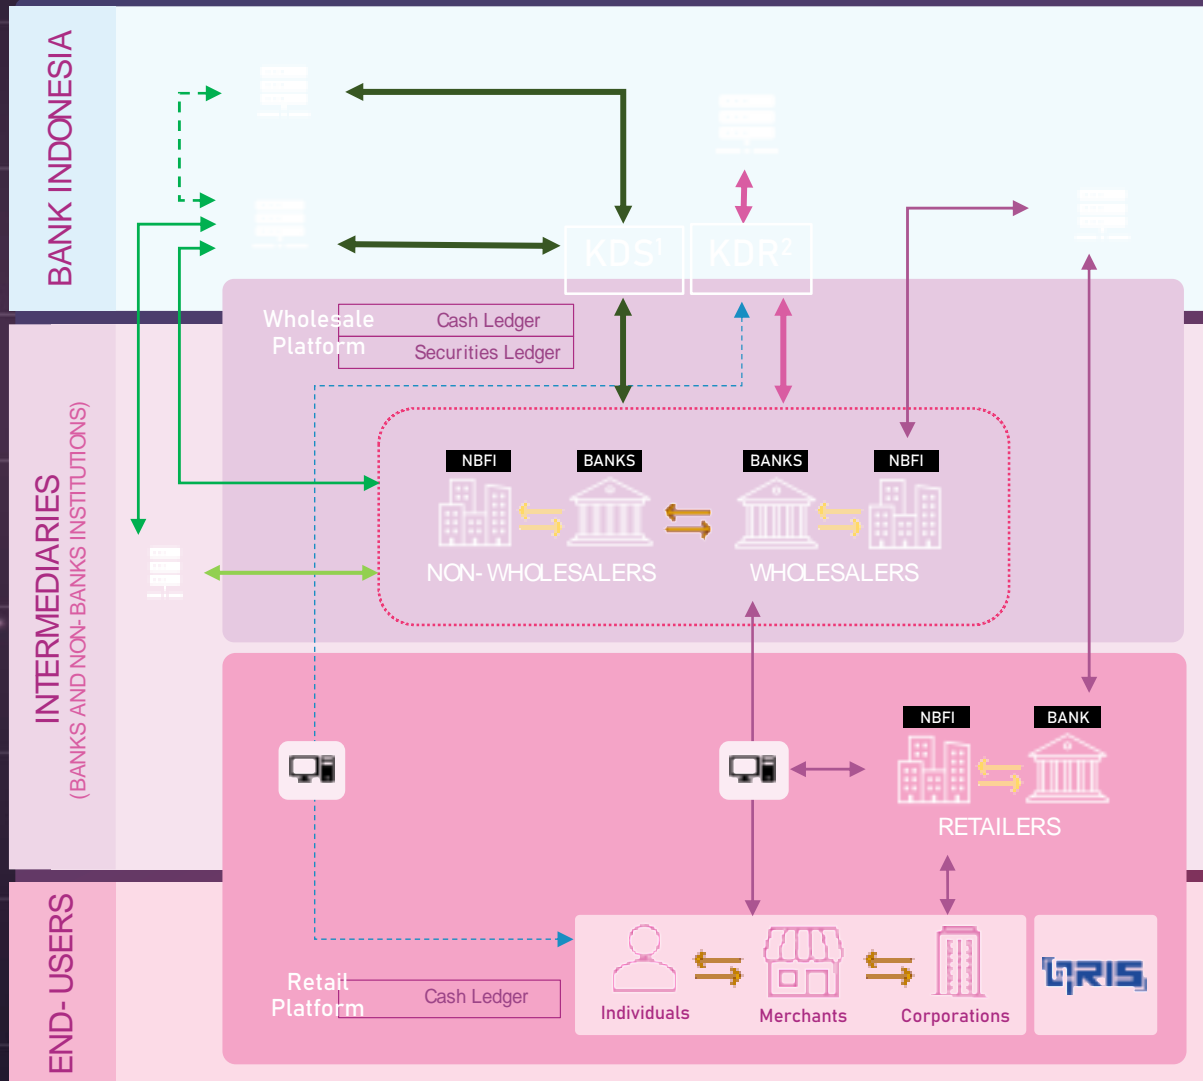 BANK INDONESIA
KDS¹
KDR²
Wholesale
Platform
Cash Ledger
Securities Ledger
INTERMEDIARIES
(BANKS AND NON-BANKS INSTITUTIONS)
NBFI
BANKS
BANKS
NBFI
NON-WHOLESALERS
WHOLESALERS
NBFI
BANK
RETAILERS
END-USERS
Retail
Platform
Cash Ledger
Individuals
Merchants
Corporations
QRIS